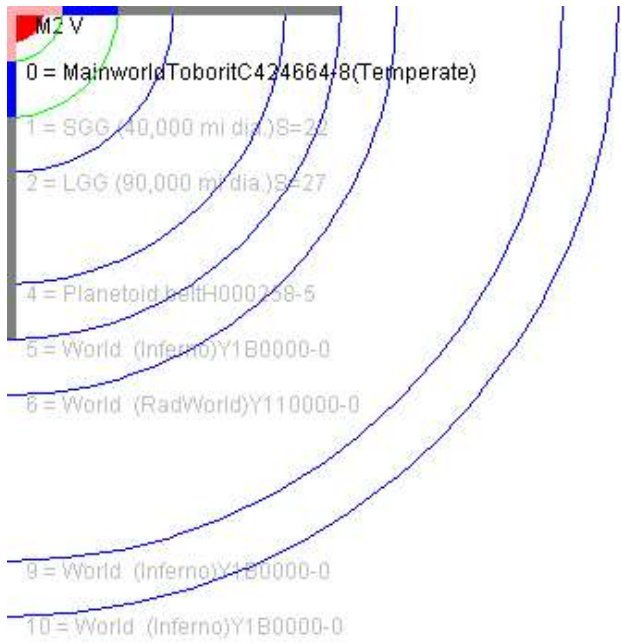 M2 V
0 = MainworldToboritC424664-8(Temperate)
1 = SGG (40,000 mi dia.)S=22
2 = LGG (90,000 mi dia.)S=27
4 = Planetoid beltH000258-5
5 = World (Inferno)Y1B0000-0
6 = World (RadWorld)Y110000-0
9 = World (Inferno)Y1B0000-0
10 = World (Inferno)Y1B0000-0